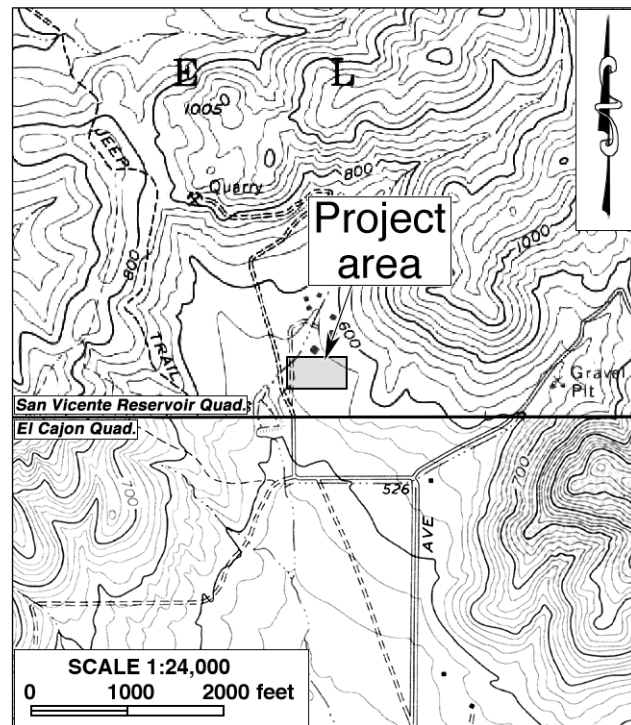 E L
1005
JEEP
Quarry
800
Project
area
1000
800
600
TRAIL
Gravel
Pit
San Vicente Reservoir Quad.
El Cajon Quad.
700
700
526
AVE
SCALE 1:24,000
0 1000 2000 feet